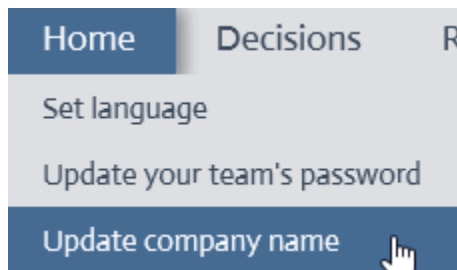 Home Decisions R
Set language
Update your team's password
Update company name